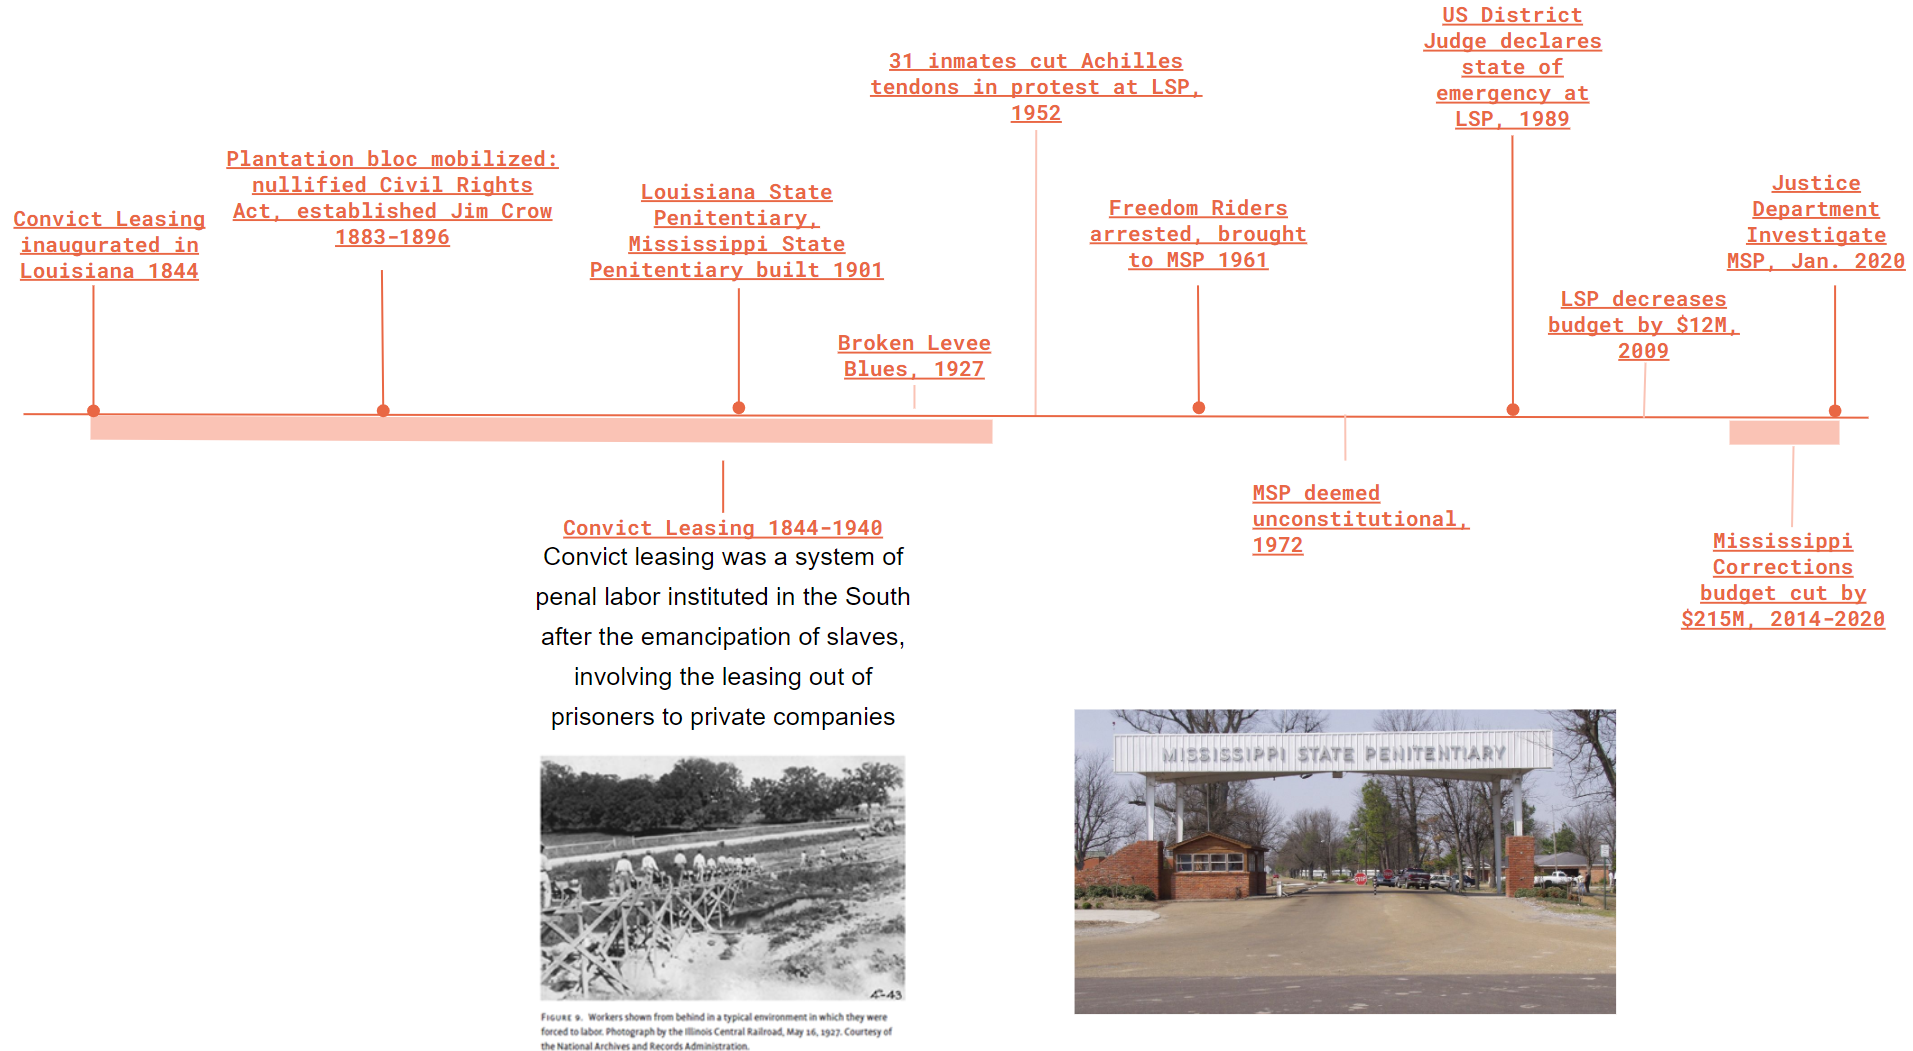 Convict Leasing
inaugurated in
Louisiana 1844
Plantation bloc mobilized:
nullified Civil Rights
Act, established Jim Crow
1883-1896
Louisiana State
Penitentiary,
Mississippi State
Penitentiary built 1901
Broken Levee
Blues, 1927
31 inmates cut Achilles
tendons in protest at LSP,
1952
Freedom Riders
arrested, brought
to MSP 1961
US District
Judge declares
state of
emergency at
LSP, 1989
LSP decreases
budget by $12M,
2009
Justice
Department
Investigate
MSP, Jan. 2020
Convict Leasing 1844-1940
Convict leasing was a system of
penal labor instituted in the South
after the emancipation of slaves,
involving the leasing out of
prisoners to private companies
MSP deemed
unconstitutional,
1972
Mississippi
Corrections
budget cut by
$215M, 2014-2020
MISSISSIPPI STATE PENITENTIARY
STOP
FIGURE 9. Workers shown from behind in a typical environment in which they were
forced to labor. Photograph by the Illinois Central Railroad, May 16, 1927. Courtesy of
the National Archives and Records Administration.